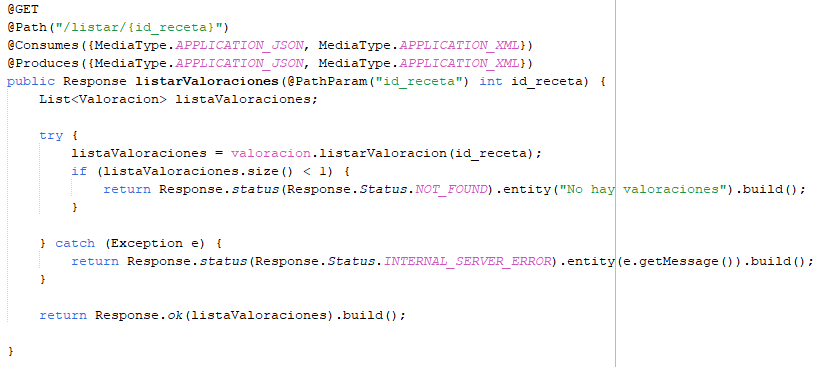 @GET
@Path("/listar/{id_receta}")
@Consumes({MediaType.APPLICATION_JSON, MediaType.APPLICATION_XML})
@Produces({MediaType.APPLICATION_JSON, MediaType.APPLICATION_XML})
public Response listarValoraciones(@PathParam("id_receta") int id_receta) {
    List<Valoracion> listaValoraciones;

    try {
        listaValoraciones = valoracion.listarValoracion(id_receta);
        if (listaValoraciones.size() < 1) {
            return Response.status(Response.Status.NOT_FOUND).entity("No hay valoraciones").build();
        }

    } catch (Exception e) {
        return Response.status(Response.Status.INTERNAL_SERVER_ERROR).entity(e.getMessage()).build();
    }

    return Response.ok(listaValoraciones).build();

}